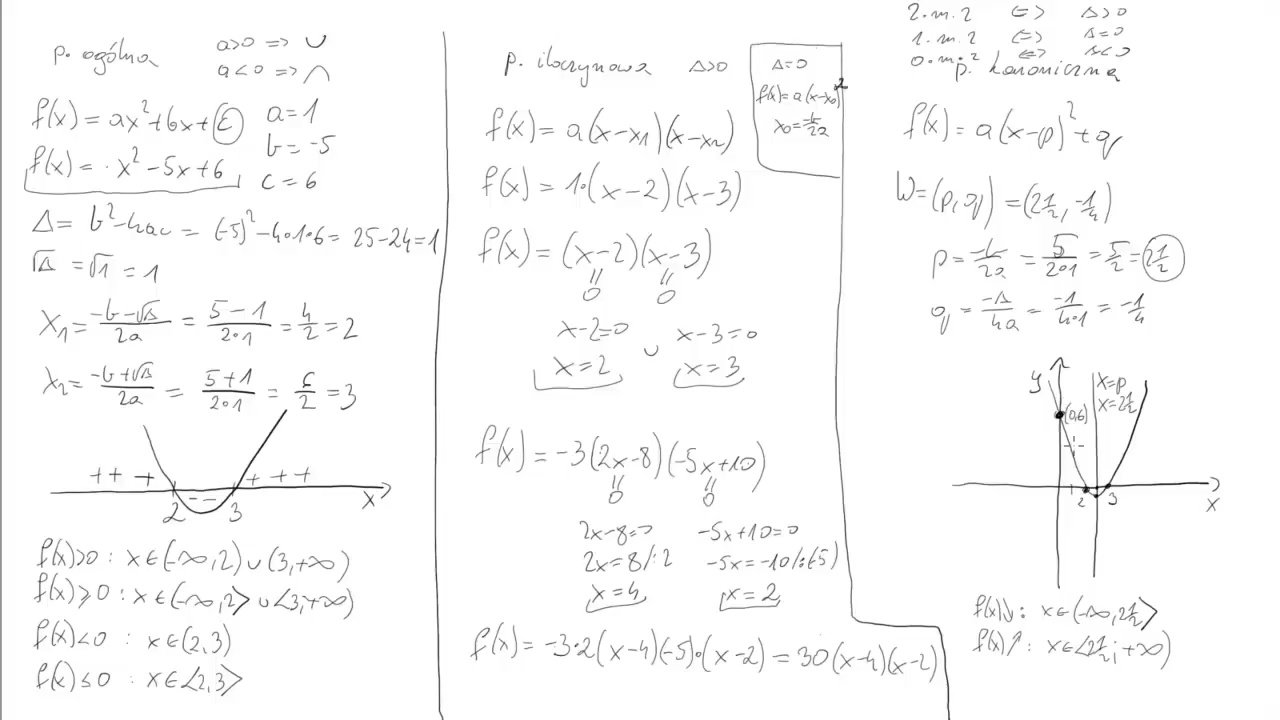 p. ogólna
a>0 => ∪
a<0 => ∩
f(x) = ax²+bx+c
a=1
b=-5
c=6
f(x) = x²-5x+6
Δ = b²-4ac = (-5)²-4·1·6 = 25-24=1
√Δ = √1 = 1
x₁ = (-b-√Δ)/2a = (5-1)/(2·1) = 4/2 = 2
x₂ = (-b+√Δ)/2a = (5+1)/(2·1) = 6/2 = 3
+ + + - - + + +
2 3 x
f(x)>0 : x∈(-∞,2)∪(3,+∞)
f(x)⩾0 : x∈(-∞,2>∪<3,+∞)
f(x)<0 : x∈(2,3)
f(x)≤0 : x∈<2,3>
p. iloczynowa Δ>0
Δ=0
f(x)=a(x-x₀)²
x₀=-b/2a
f(x) = a(x-x₁)(x-x₂)
f(x) = 1·(x-2)(x-3)
f(x) = (x-2)(x-3)
0 0
x-2=0 ∪ x-3=0
x=2 x=3
f(x) = -3(2x-8)(-5x+10)
0 0
2x-8=0 -5x+10=0
2x=8/:2 -5x=-10/:(-5)
x=4 x=2
f(x) = -3·2(x-4)(-5)·(x-2) = 30(x-4)(x-2)
2.m.z <=> Δ>0
1.m.z <=> Δ=0
0.m.z <=> Δ<0
p. kanoniczna
f(x) = a(x-p)²+q
W=(p,q) = (2½, -¼)
p = -b/2a = 5/(2·1) = 5/2 = 2½
q = -Δ/4a = -1/(4·1) = -¼
y
x=p
x=2½
(0,6)
2 3 x
f(x)↓ : x∈(-∞,2½>
f(x)↗ : x∈<2½;+∞)